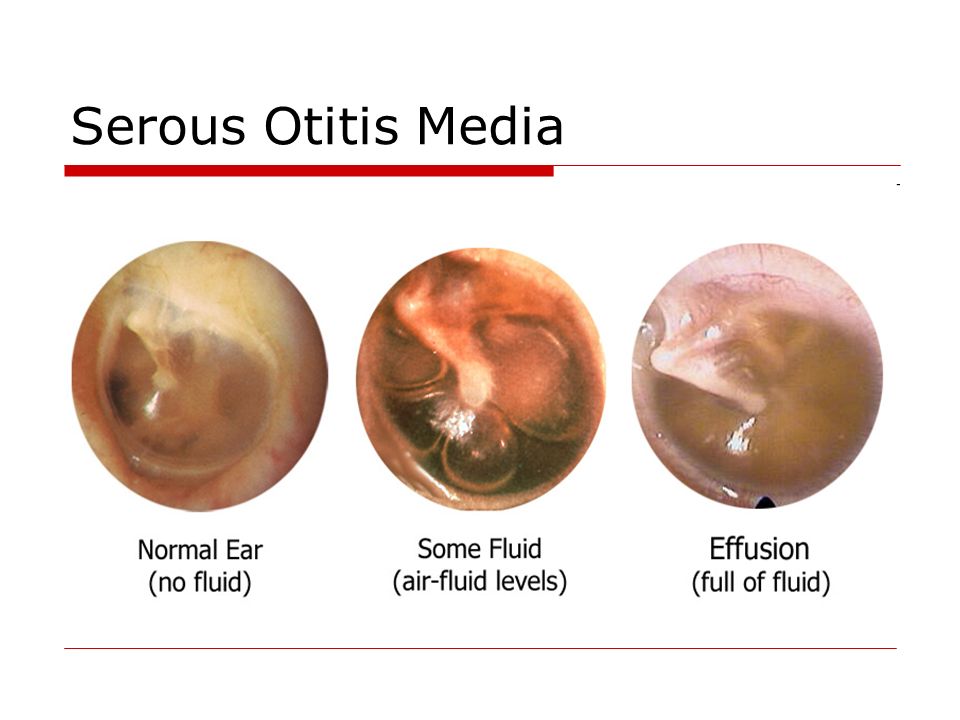 Serous Otitis Media
Normal Ear
(no fluid)
Some Fluid
(air-fluid levels)
Effusion
(full of fluid)